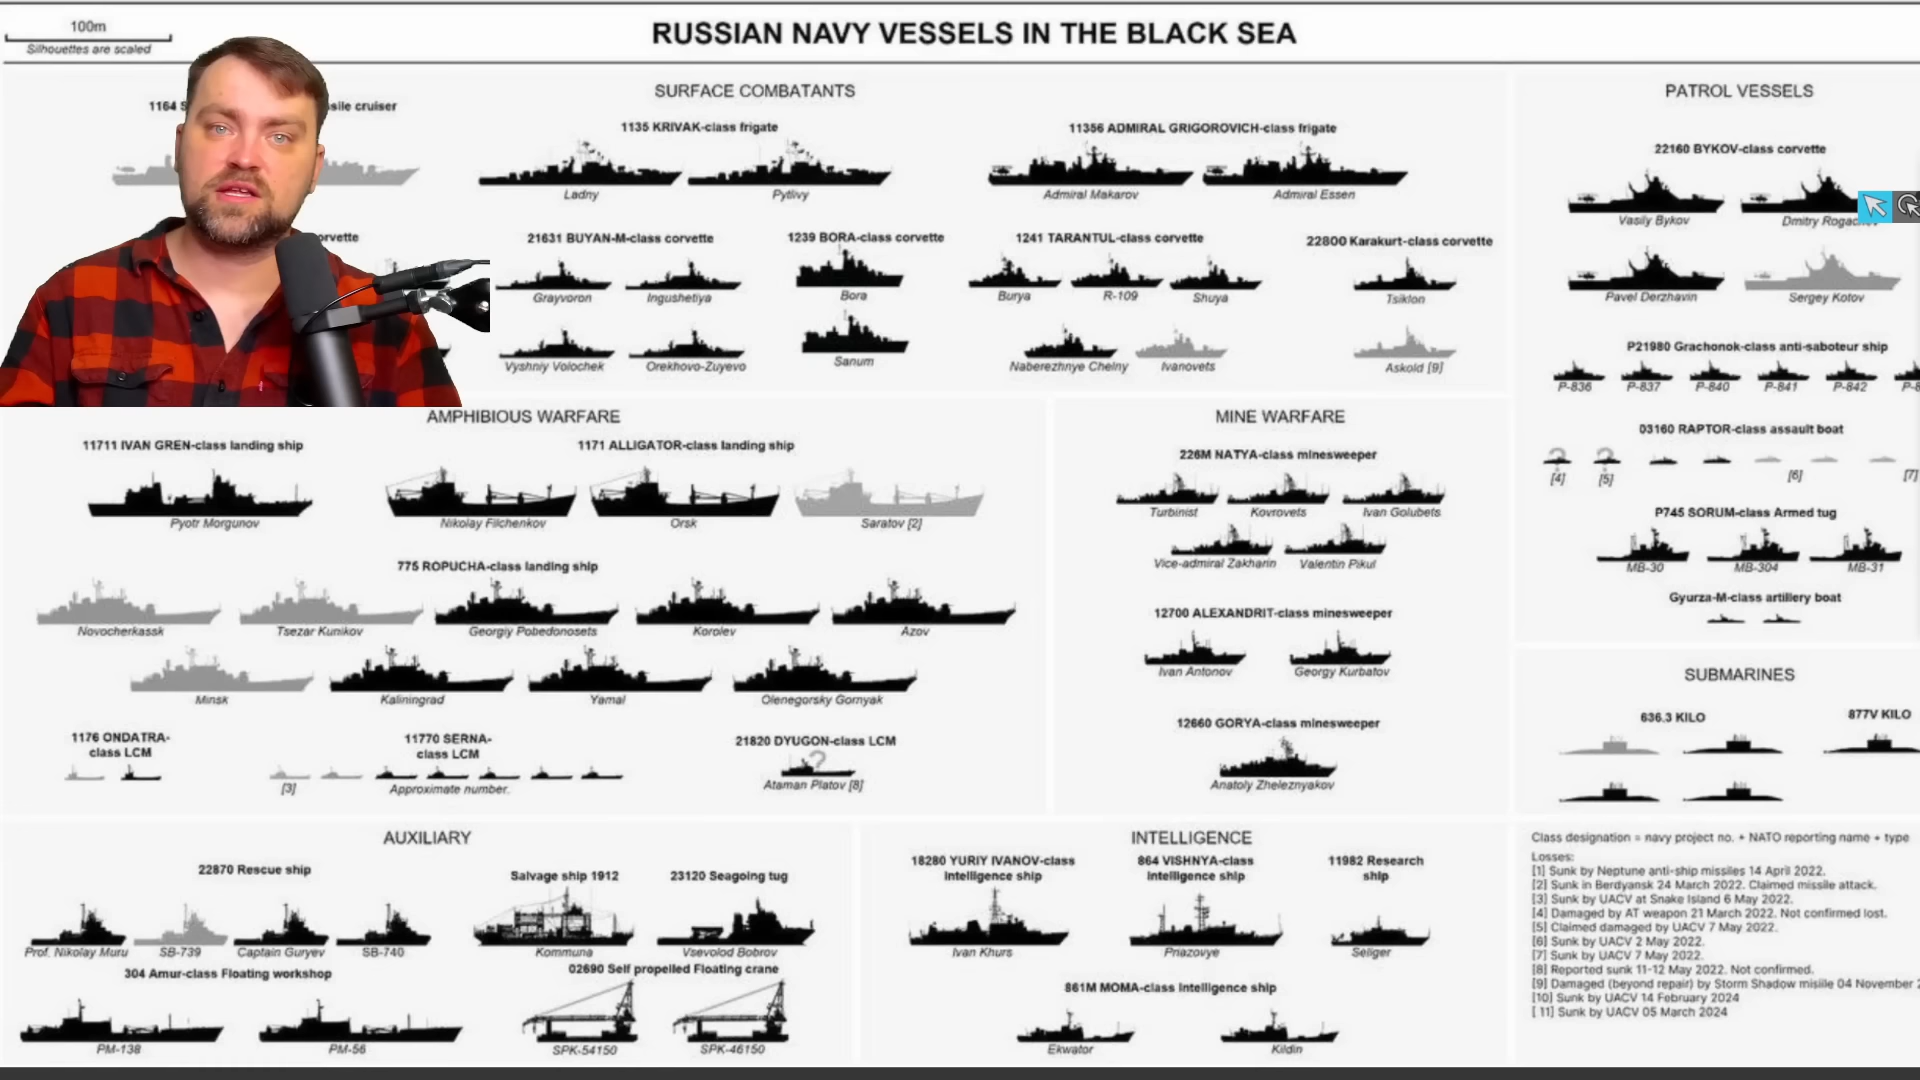 100m
Silhouettes are scaled
RUSSIAN NAVY VESSELS IN THE BLACK SEA
SURFACE COMBATANTS
1164
cruiser
1135 KRIVAK-class frigate
Ladny
Pytlivy
11356 ADMIRAL GRIGOROVICH-class frigate
Admiral Makarov
Admiral Essen
21631 BUYAN-M-class corvette
Grayvoron
Ingushetiya
Vyshniy Volochek
Orekhovo-Zuyevo
1239 BORA-class corvette
Bora
Sanum
1241 TARANTUL-class corvette
Burya
R-109
Shuya
Naberezhnye Chelny
Ivanovets
22800 Karakurt-class corvette
Tsiklon
Askold [9]
PATROL VESSELS
22160 BYKOV-class corvette
Vasily Bykov
Dmitry
Pavel Derzhavin
Sergey Kotov
P21980 Grachonok-class anti-saboteur ship
P-836
P-837
P-840
P-841
P-842
03160 RAPTOR-class assault boat
[4]
[5]
[6]
[7]
P745 SORUM-class Armed tug
MB-30
MB-304
MB-31
Gyurza-M-class artillery boat
AMPHIBIOUS WARFARE
11711 IVAN GREN-class landing ship
Pyotr Morgunov
1171 ALLIGATOR-class landing ship
Nikolay Filchenkov
Orsk
Saratov [2]
775 ROPUCHA-class landing ship
Novocherkassk
Tsezar Kunikov
Georgiy Pobedonosets
Korolev
Azov
Minsk
Kaliningrad
Yamal
Olenegorsky Gornyak
1176 ONDATRA-
class LCM
11770 SERNA-
class LCM
[3]
Approximate number.
21820 DYUGON-class LCM
?
Ataman Platov [8]
MINE WARFARE
226M NATYA-class minesweeper
Turbinist
Kovrovets
Ivan Golubets
Vice-admiral Zakharin
Valentin Pikul
12700 ALEXANDRIT-class minesweeper
Ivan Antonov
Georgy Kurbatov
12660 GORYA-class minesweeper
Anatoly Zheleznyakov
SUBMARINES
636.3 KILO
877V KILO
AUXILIARY
22870 Rescue ship
Prof. Nikolay Muru
SB-739
Captain Guryev
SB-740
Salvage ship 1912
Kommuna
23120 Seagoing tug
Vsevolod Bobrov
304 Amur-class Floating workshop
PM-138
PM-56
02690 Self propelled Floating crane
SPK-54150
SPK-46150
INTELLIGENCE
18280 YURIY IVANOV-class
Intelligence ship
Ivan Khurs
864 VISHNYA-class
Intelligence ship
Priazovye
11982 Research
ship
Seliger
861M MOMA-class Intelligence ship
Ekwator
Kildin
Class designation = navy project no. + NATO reporting name + type
Losses:
[1] Sunk by Neptune anti-ship missiles 14 April 2022.
[2] Sunk in Berdyansk 24 March 2022. Claimed missile attack.
[3] Sunk by UACV at Snake Island 6 May 2022.
[4] Damaged by AT weapon 21 March 2022. Not confirmed lost.
[5] Claimed damaged by UACV 7 May 2022.
[6] Sunk by UACV 2 May 2022.
[7] Sunk by UACV 7 May 2022.
[8] Reported sunk 11-12 May 2022. Not confirmed.
[9] Damaged (beyond repair) by Storm Shadow misiile 04 November
[10] Sunk by UACV 14 February 2024
[ 11] Sunk by UACV 05 March 2024